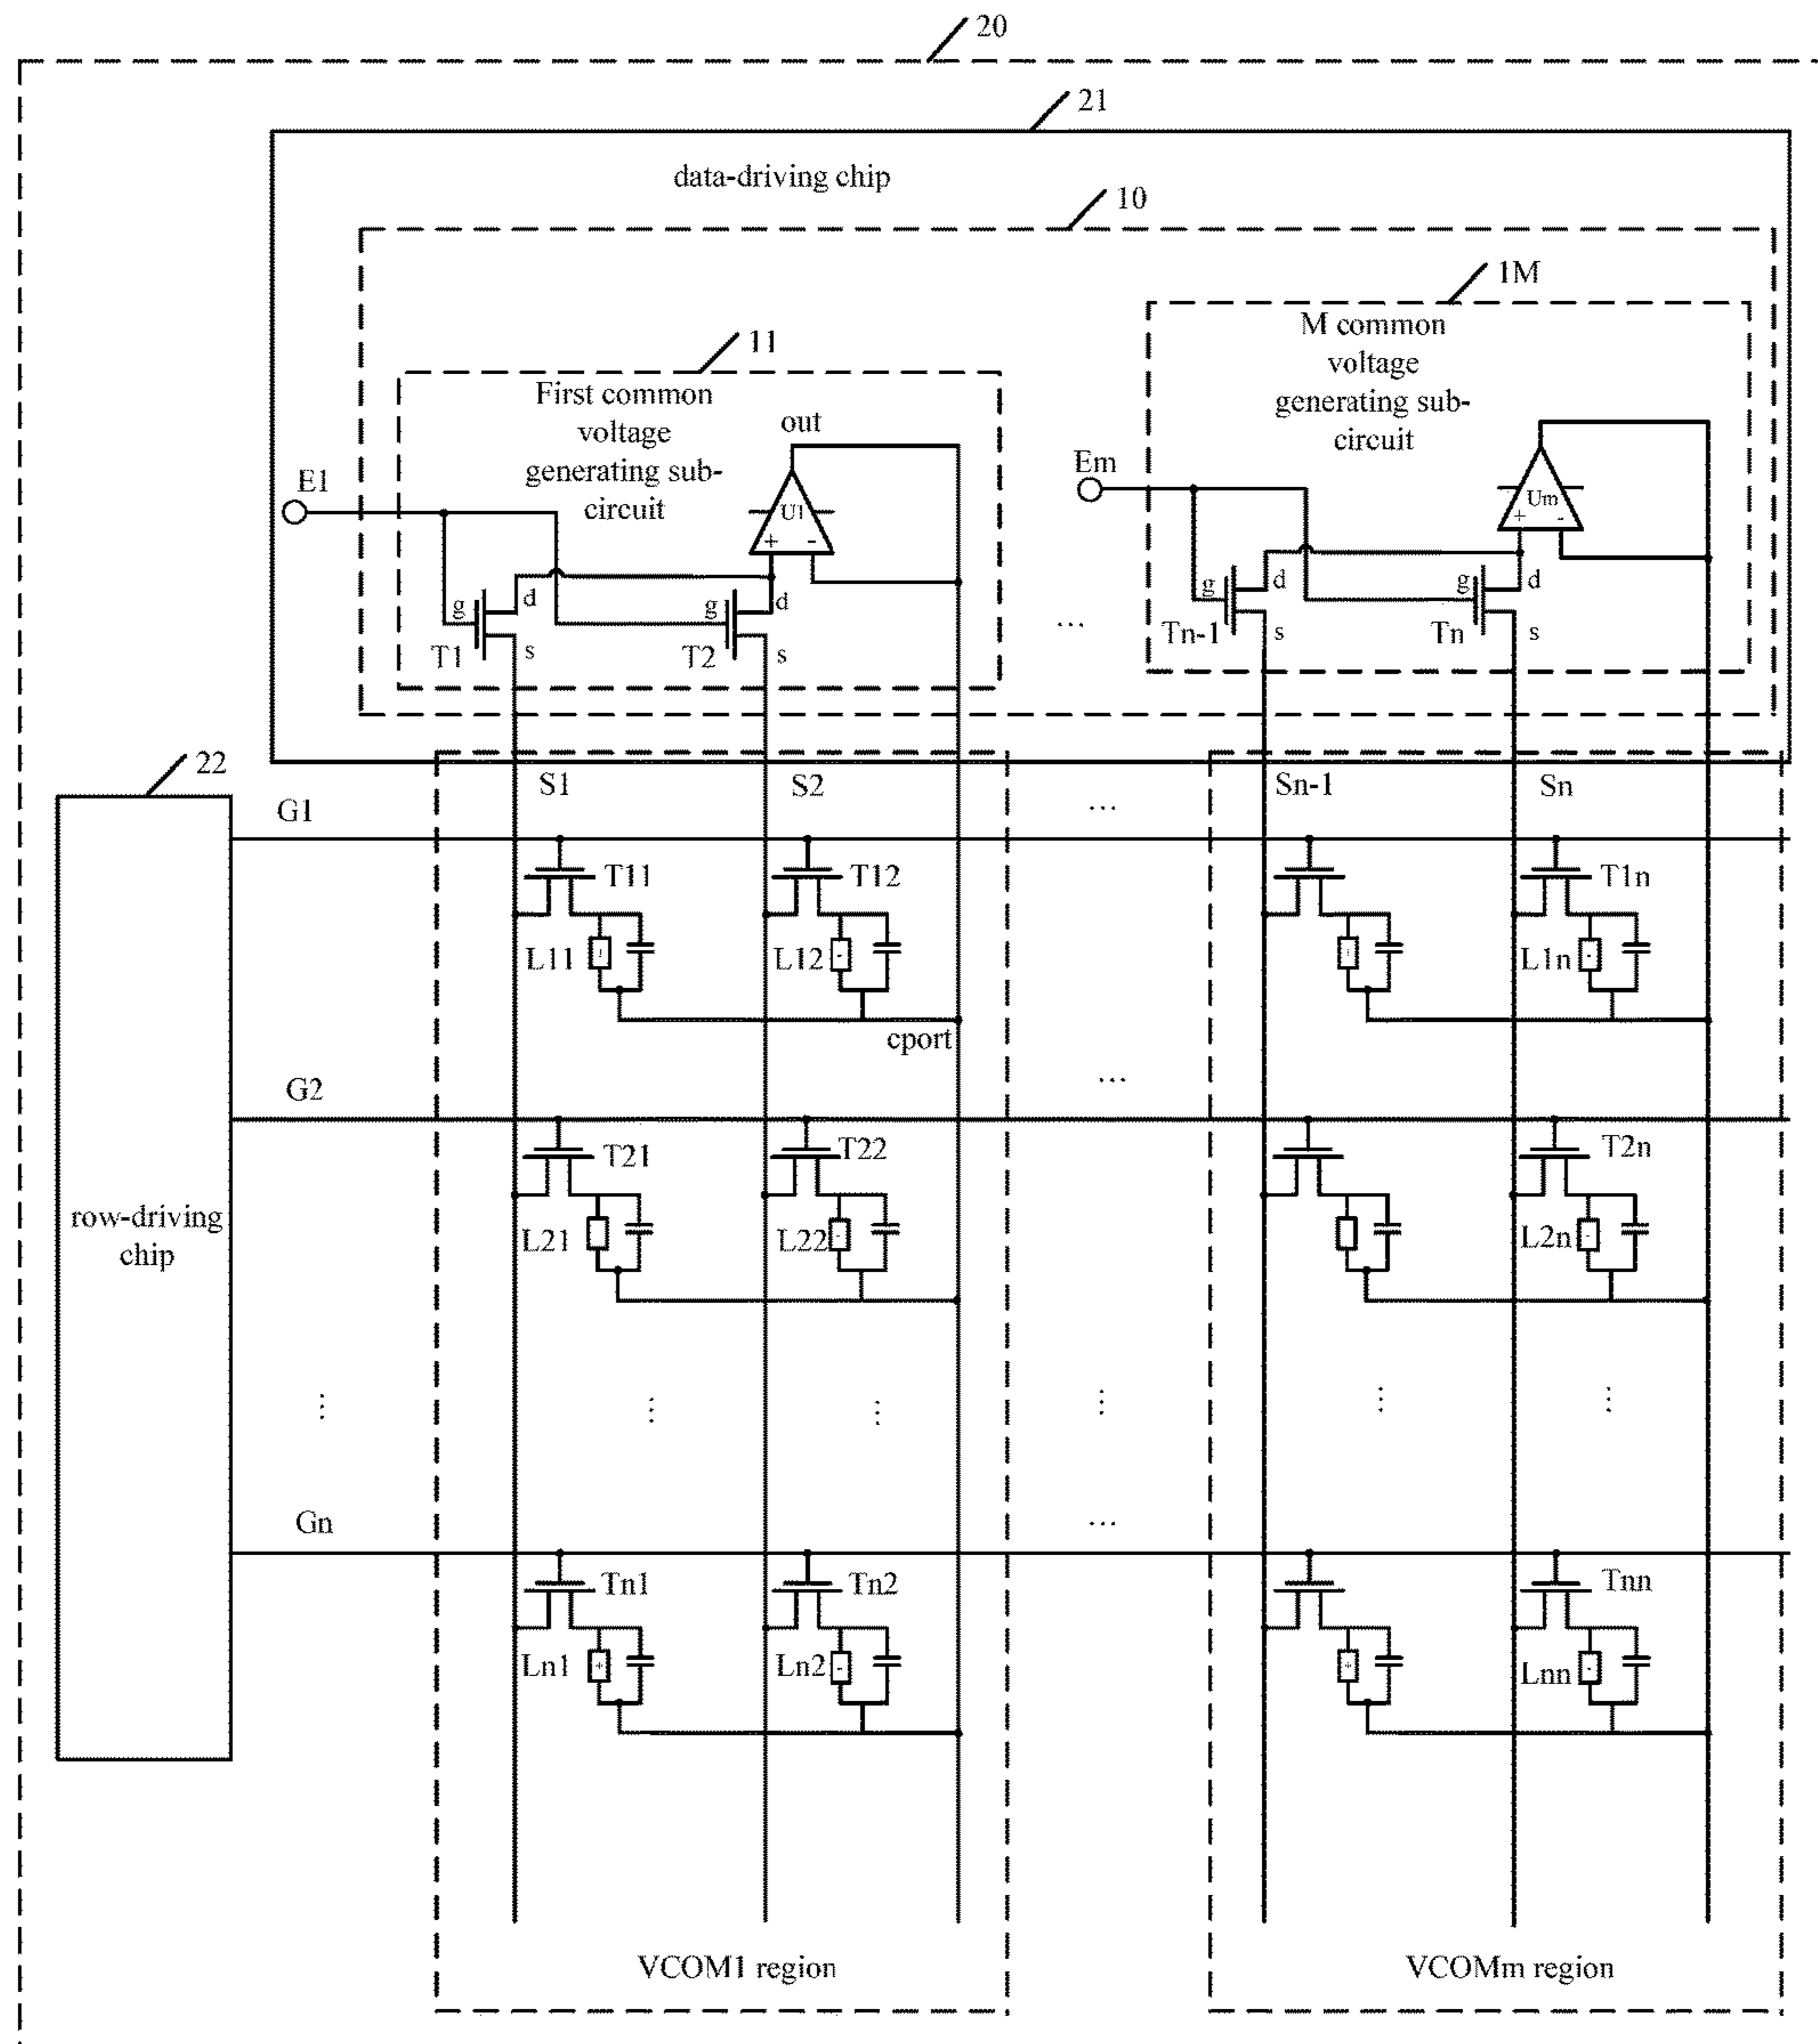 20
21
data-driving chip
10
1M
M common
voltage
generating sub-
circuit
11
First common
voltage
generating sub-
circuit
out
E1
Em
U1
+ -
Um
+ -
g d
s
T1
g d
s
T2
...
g d
s
Tn-1
g d
s
Tn
22
S1 S2 Sn-1 Sn
G1 ...
T11 T12 T1n
L11 + L12 - + L1n -
cport
...
G2
T21 T22 T2n
L21 L22 - L2n -
row-driving
chip
... ... ... ... ... ...
Gn ...
Tn1 Tn2 Tnn
Ln1 + Ln2 - + Lnn -
VCOM1 region VCOMm region